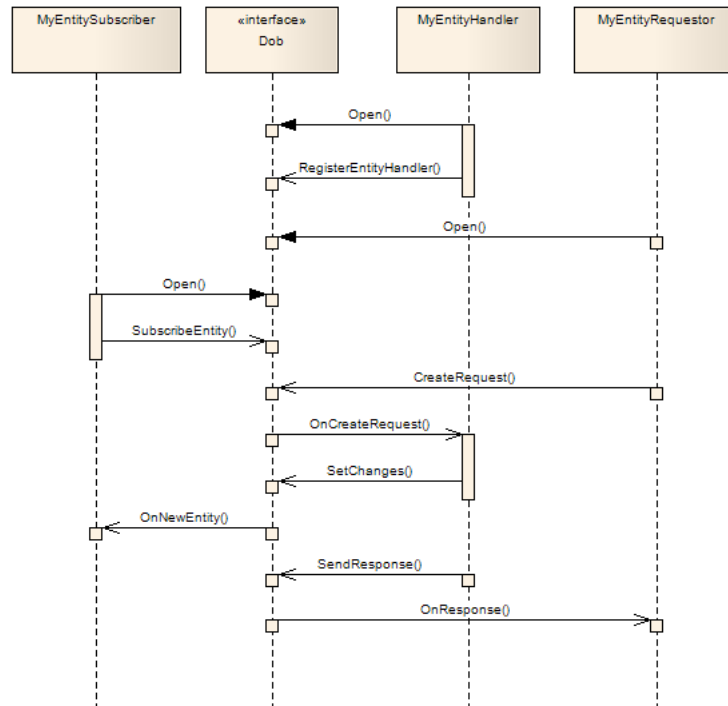 MyEntitySubscriber
«interface»
Dob
MyEntityHandler
MyEntityRequestor
Open()
RegisterEntityHandler()
Open()
Open()
SubscribeEntity()
CreateRequest()
OnCreateRequest()
SetChanges()
OnNewEntity()
SendResponse()
OnResponse()